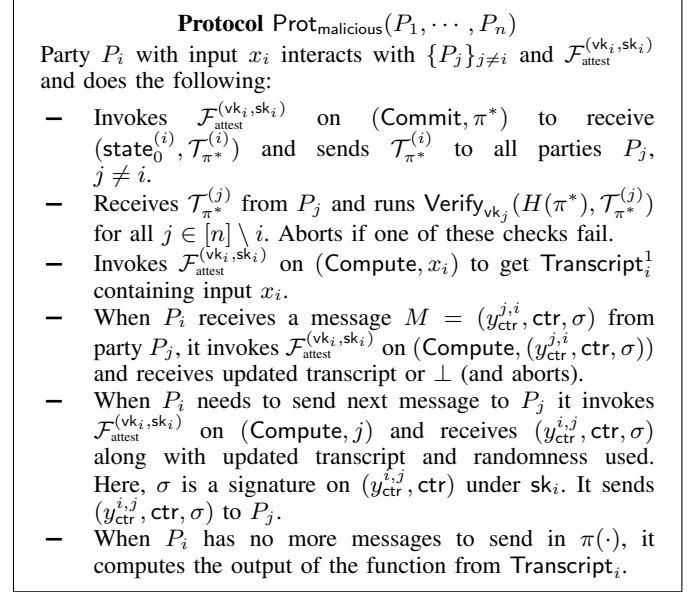 Protocol Prot_malicious(P_1, ⋯ , P_n)
Party P_i with input x_i interacts with {P_j}_{j≠i} and F_attest^{(vk_i,sk_i)}
and does the following:
– Invokes F_attest^{(vk_i,sk_i)} on (Commit, π*) to receive
(state_0^{(i)}, T_{π*}^{(i)}) and sends T_{π*}^{(i)} to all parties P_j,
j ≠ i.
– Receives T_{π*}^{(j)} from P_j and runs Verify_{vk_j}(H(π*), T_{π*}^{(j)})
for all j ∈ [n] \ i. Aborts if one of these checks fail.
– Invokes F_attest^{(vk_i,sk_i)} on (Compute, x_i) to get Transcript_i^1
containing input x_i.
– When P_i receives a message M = (y_ctr^{j,i}, ctr, σ) from
party P_j, it invokes F_attest^{(vk_i,sk_i)} on (Compute, (y_ctr^{j,i}, ctr, σ))
and receives updated transcript or ⊥ (and aborts).
– When P_i needs to send next message to P_j it invokes
F_attest^{(vk_i,sk_i)} on (Compute, j) and receives (y_ctr^{i,j}, ctr, σ)
along with updated transcript and randomness used.
Here, σ is a signature on (y_ctr^{i,j}, ctr) under sk_i. It sends
(y_ctr^{i,j}, ctr, σ) to P_j.
– When P_i has no more messages to send in π(·), it
computes the output of the function from Transcript_i.